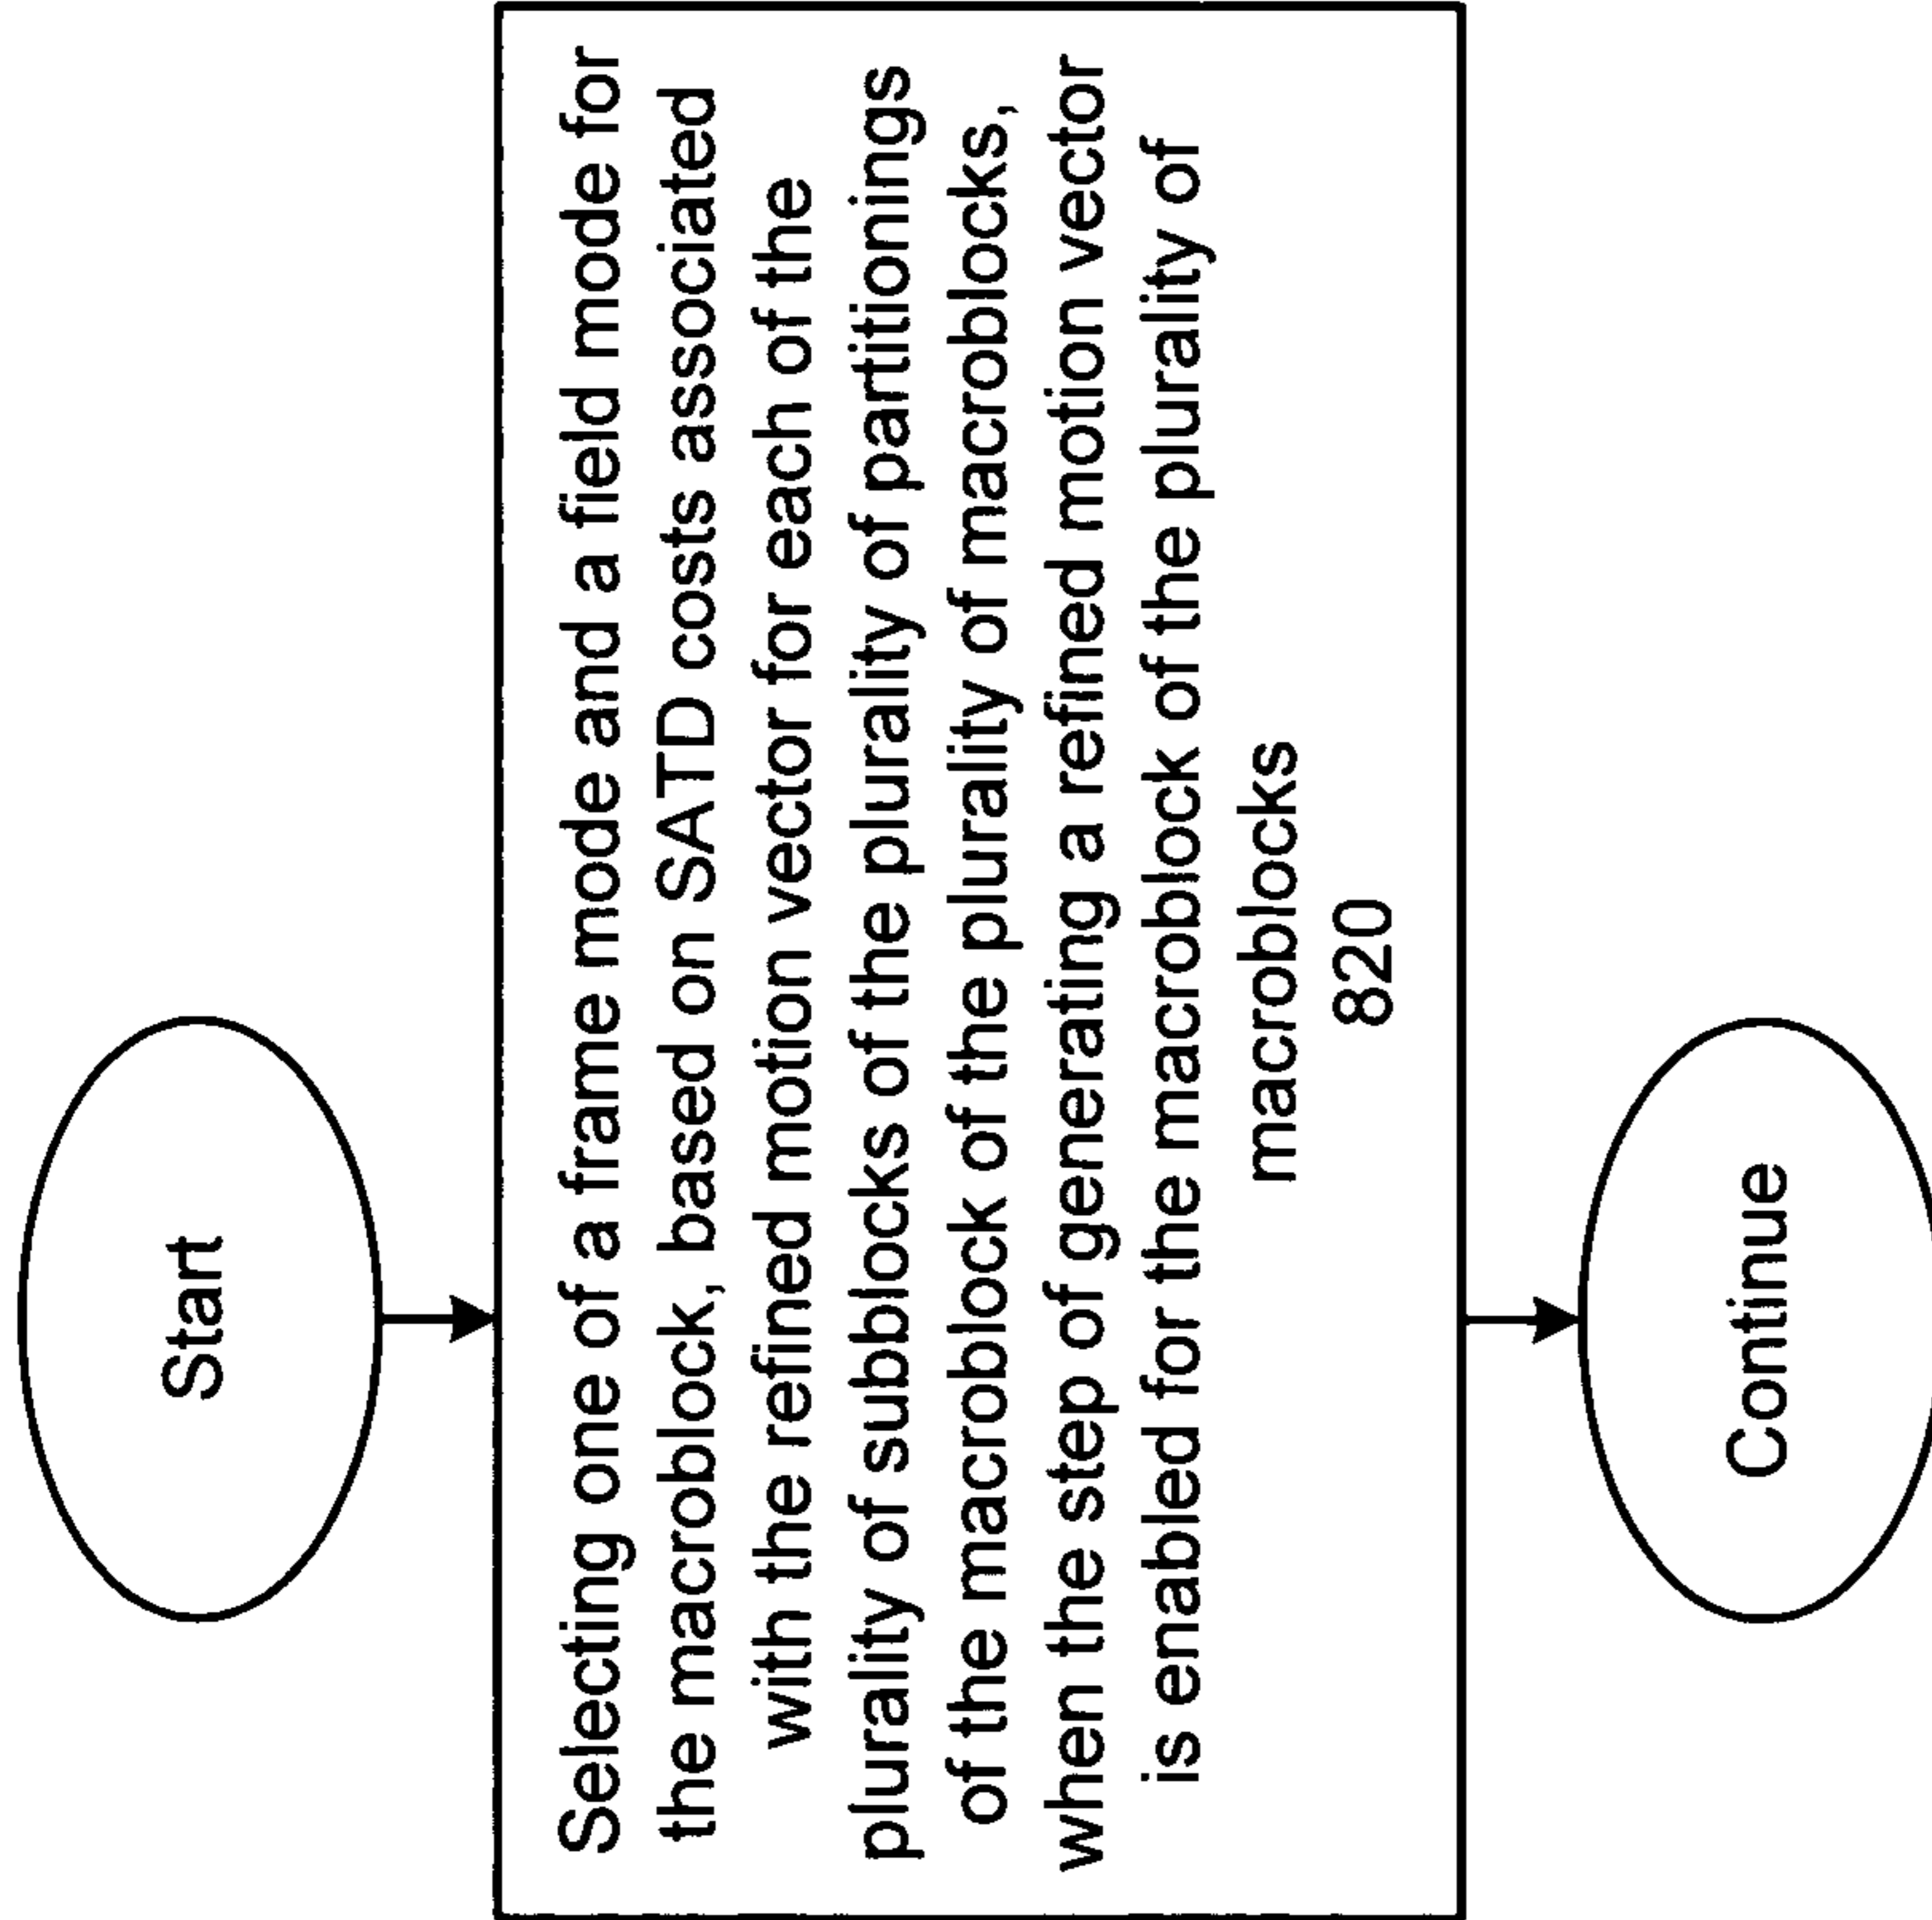 Start
Selecting one of a frame mode and a field mode for
the macroblock, based on SATD costs associated
with the refined motion vector for each of the
plurality of subblocks of the plurality of partitionings
of the macroblock of the plurality of macroblocks,
when the step of generating a refined motion vector
is enabled for the macroblock of the plurality of
macroblocks
820
Continue